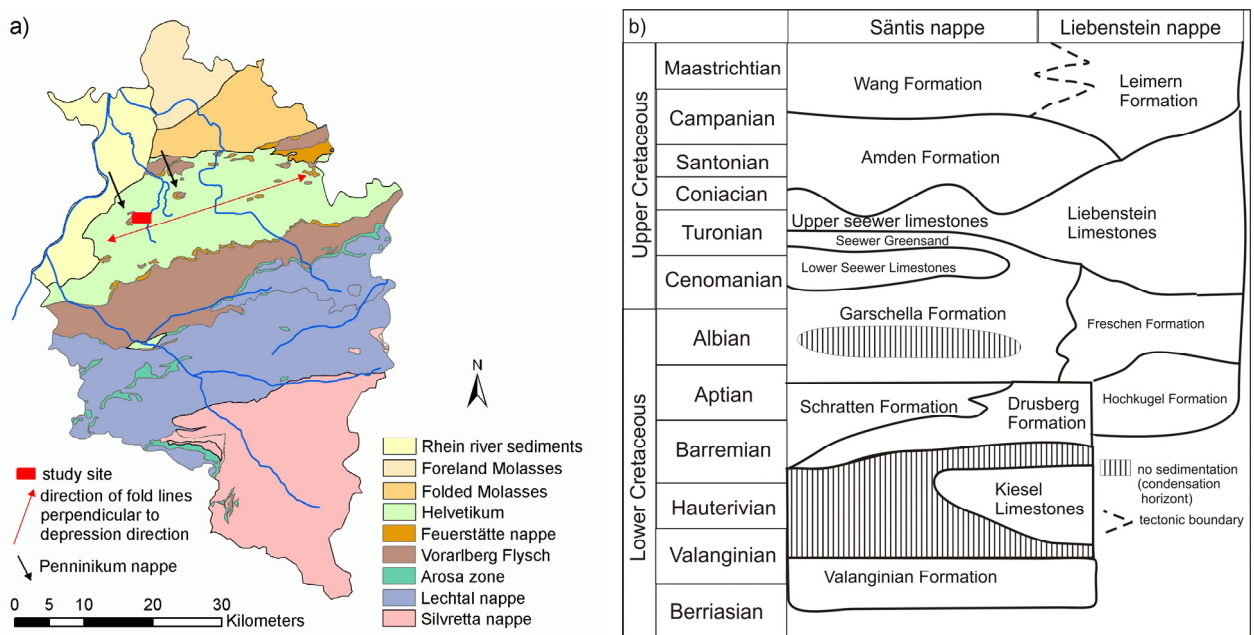 a)
N
study site
direction of fold lines
perpendicular to
depression direction
Penninikum nappe
0 5 10 20 30
Kilometers
Rhein river sediments
Foreland Molasses
Folded Molasses
Helvetikum
Feuerstätte nappe
Vorarlberg Flysch
Arosa zone
Lechtal nappe
Silvretta nappe
b)
Säntis nappe
Liebenstein nappe
Upper Cretaceous
Lower Cretaceous
Maastrichtian
Campanian
Santonian
Coniacian
Turonian
Cenomanian
Albian
Aptian
Barremian
Hauterivian
Valanginian
Berriasian
Wang Formation
Leimern
Formation
Amden Formation
Upper seewer limestones
Seewer Greensand
Lower Seewer Limestones
Liebenstein
Limestones
Garschella Formation
Freschen Formation
Schratten Formation
Drusberg
Formation
Hochkugel Formation
Kiesel
Limestones
Valanginian Formation
no sedimentation
(condensation
horizont)
tectonic boundary